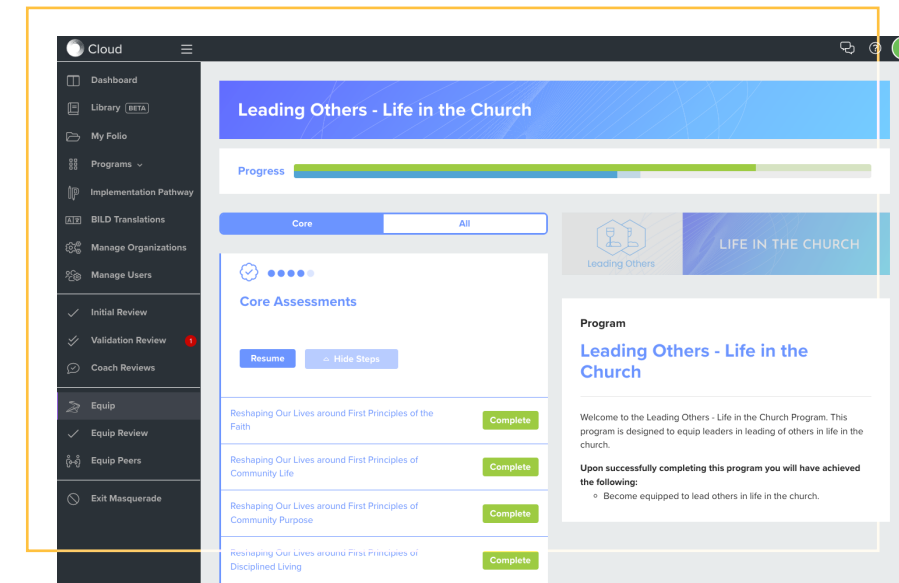 Cloud
Dashboard
Library BETA
My Folio
Programs
Implementation Pathway
BILD Translations
Manage Organizations
Manage Users
Initial Review
Validation Review 1
Coach Reviews
Equip
Equip Review
Equip Peers
Exit Masquerade
Leading Others - Life in the Church
Progress
Core All
Core Assessments
Resume Hide Steps
Reshaping Our Lives around First Principles of the
Faith
Complete
Reshaping Our Lives around First Principles of
Community Life
Complete
Reshaping Our Lives around First Principles of
Community Purpose
Complete
Reshaping Our Lives around First Principles of
Disciplined Living
Complete
Leading Others
LIFE IN THE CHURCH
Program
Leading Others - Life in the
Church
Welcome to the Leading Others - Life in the Church Program. This
program is designed to equip leaders in leading of others in life in the
church.
Upon successfully completing this program you will have achieved
the following:
Become equipped to lead others in life in the church.